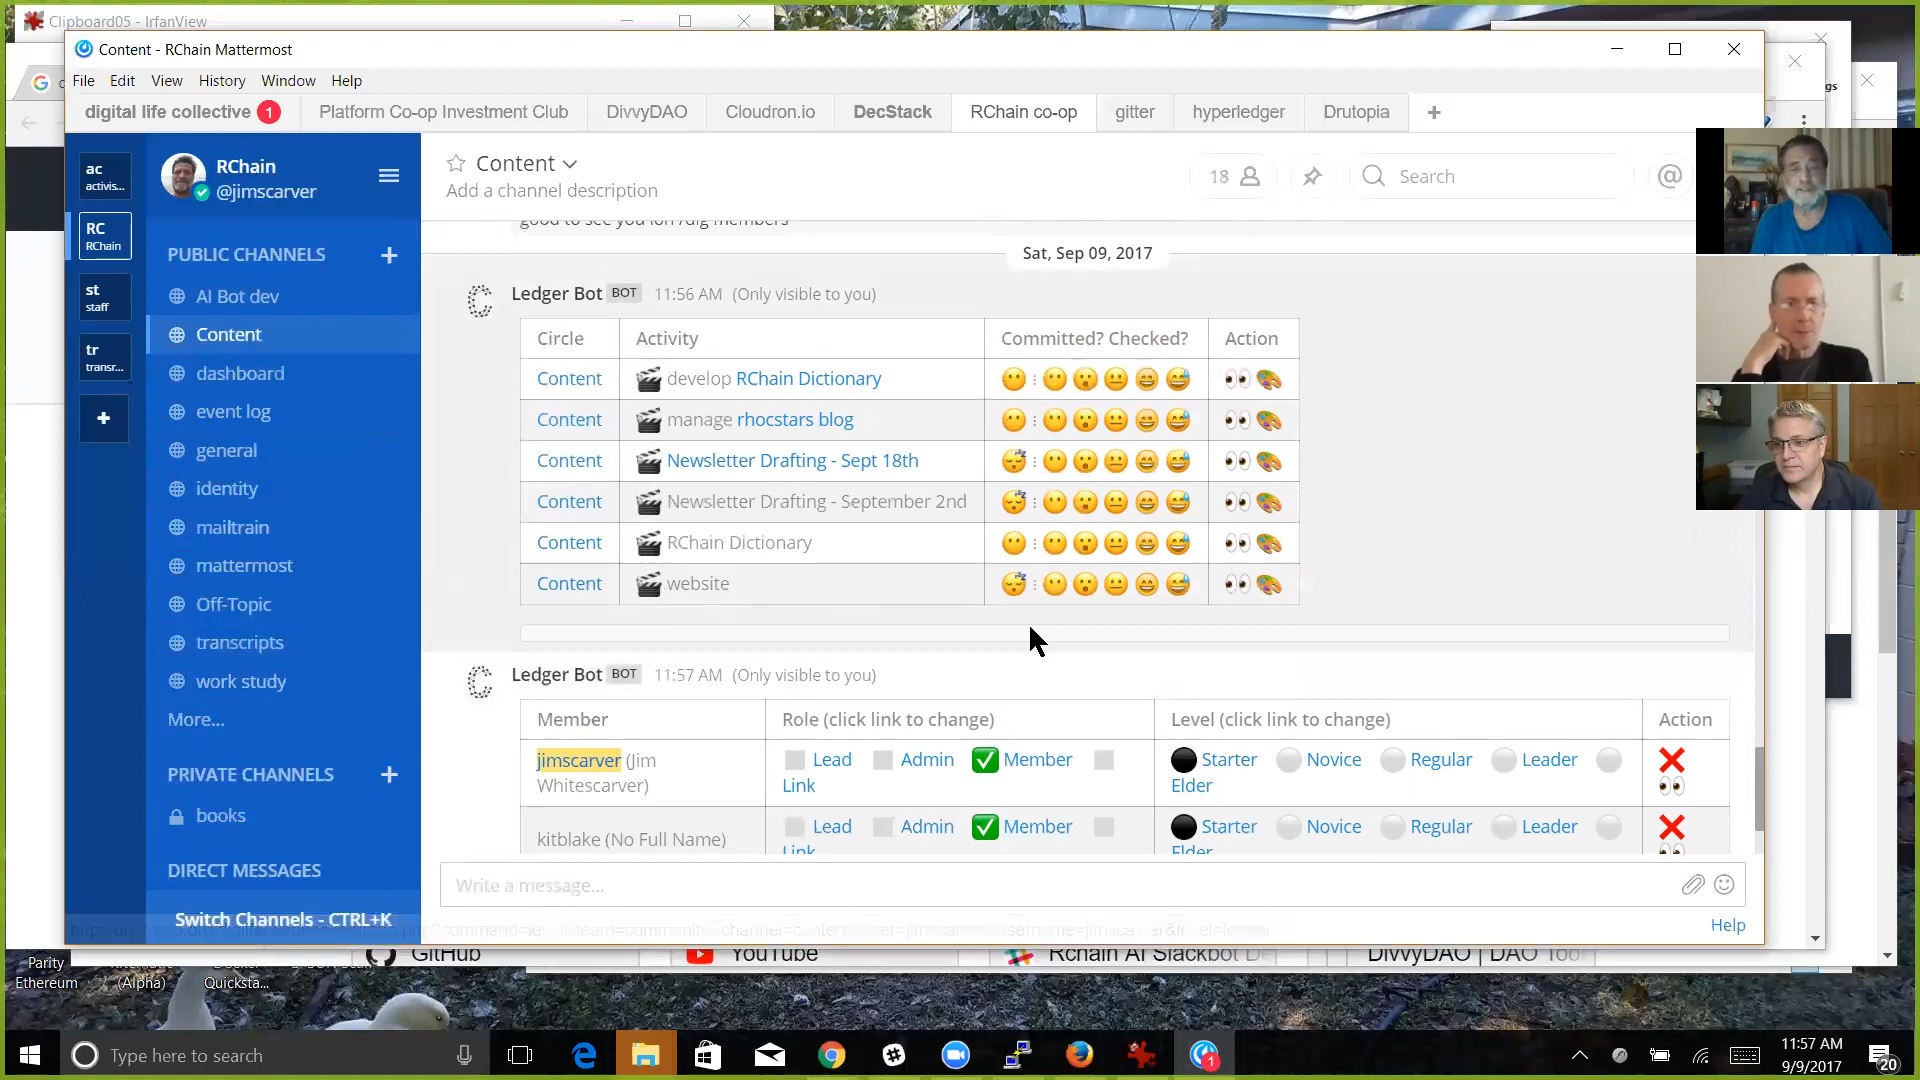 Clipboard05 - IrfanView
Content - RChain Mattermost
File Edit View History Window Help
digital life collective 1 Platform Co-op Investment Club DivvyDAO Cloudron.io DecStack RChain co-op gitter hyperledger Drutopia +
ac
activis...
RC
RChain
st
staff
tr
transr...
+
RChain
@jimscarver
PUBLIC CHANNELS +
AI Bot dev
Content
dashboard
event log
general
identity
mailtrain
mattermost
Off-Topic
transcripts
work study
More...
PRIVATE CHANNELS +
books
DIRECT MESSAGES
Switch Channels - CTRL+K
Content
Add a channel description
18
Search
@
Sat, Sep 09, 2017
Ledger Bot BOT 11:56 AM (Only visible to you)
Circle Activity Committed? Checked? Action
Content develop RChain Dictionary
Content manage rhocstars blog
Content Newsletter Drafting - Sept 18th
Content Newsletter Drafting - September 2nd
Content RChain Dictionary
Content website
Ledger Bot BOT 11:57 AM (Only visible to you)
Member Role (click link to change) Level (click link to change) Action
jimscarver (Jim Whitescarver) Lead Link Admin Member Starter Novice Regular Leader Elder
kitblake (No Full Name) Lead Link Admin Member Starter Novice Regular Leader Elder
Write a message...
Help
GitHub YouTube Rchain AI Slackbot De DivvyDAO | DAO Tool
Parity
Ethereum
(Alpha)
Quicksta...
Type here to search
11:57 AM
9/9/2017
1
20